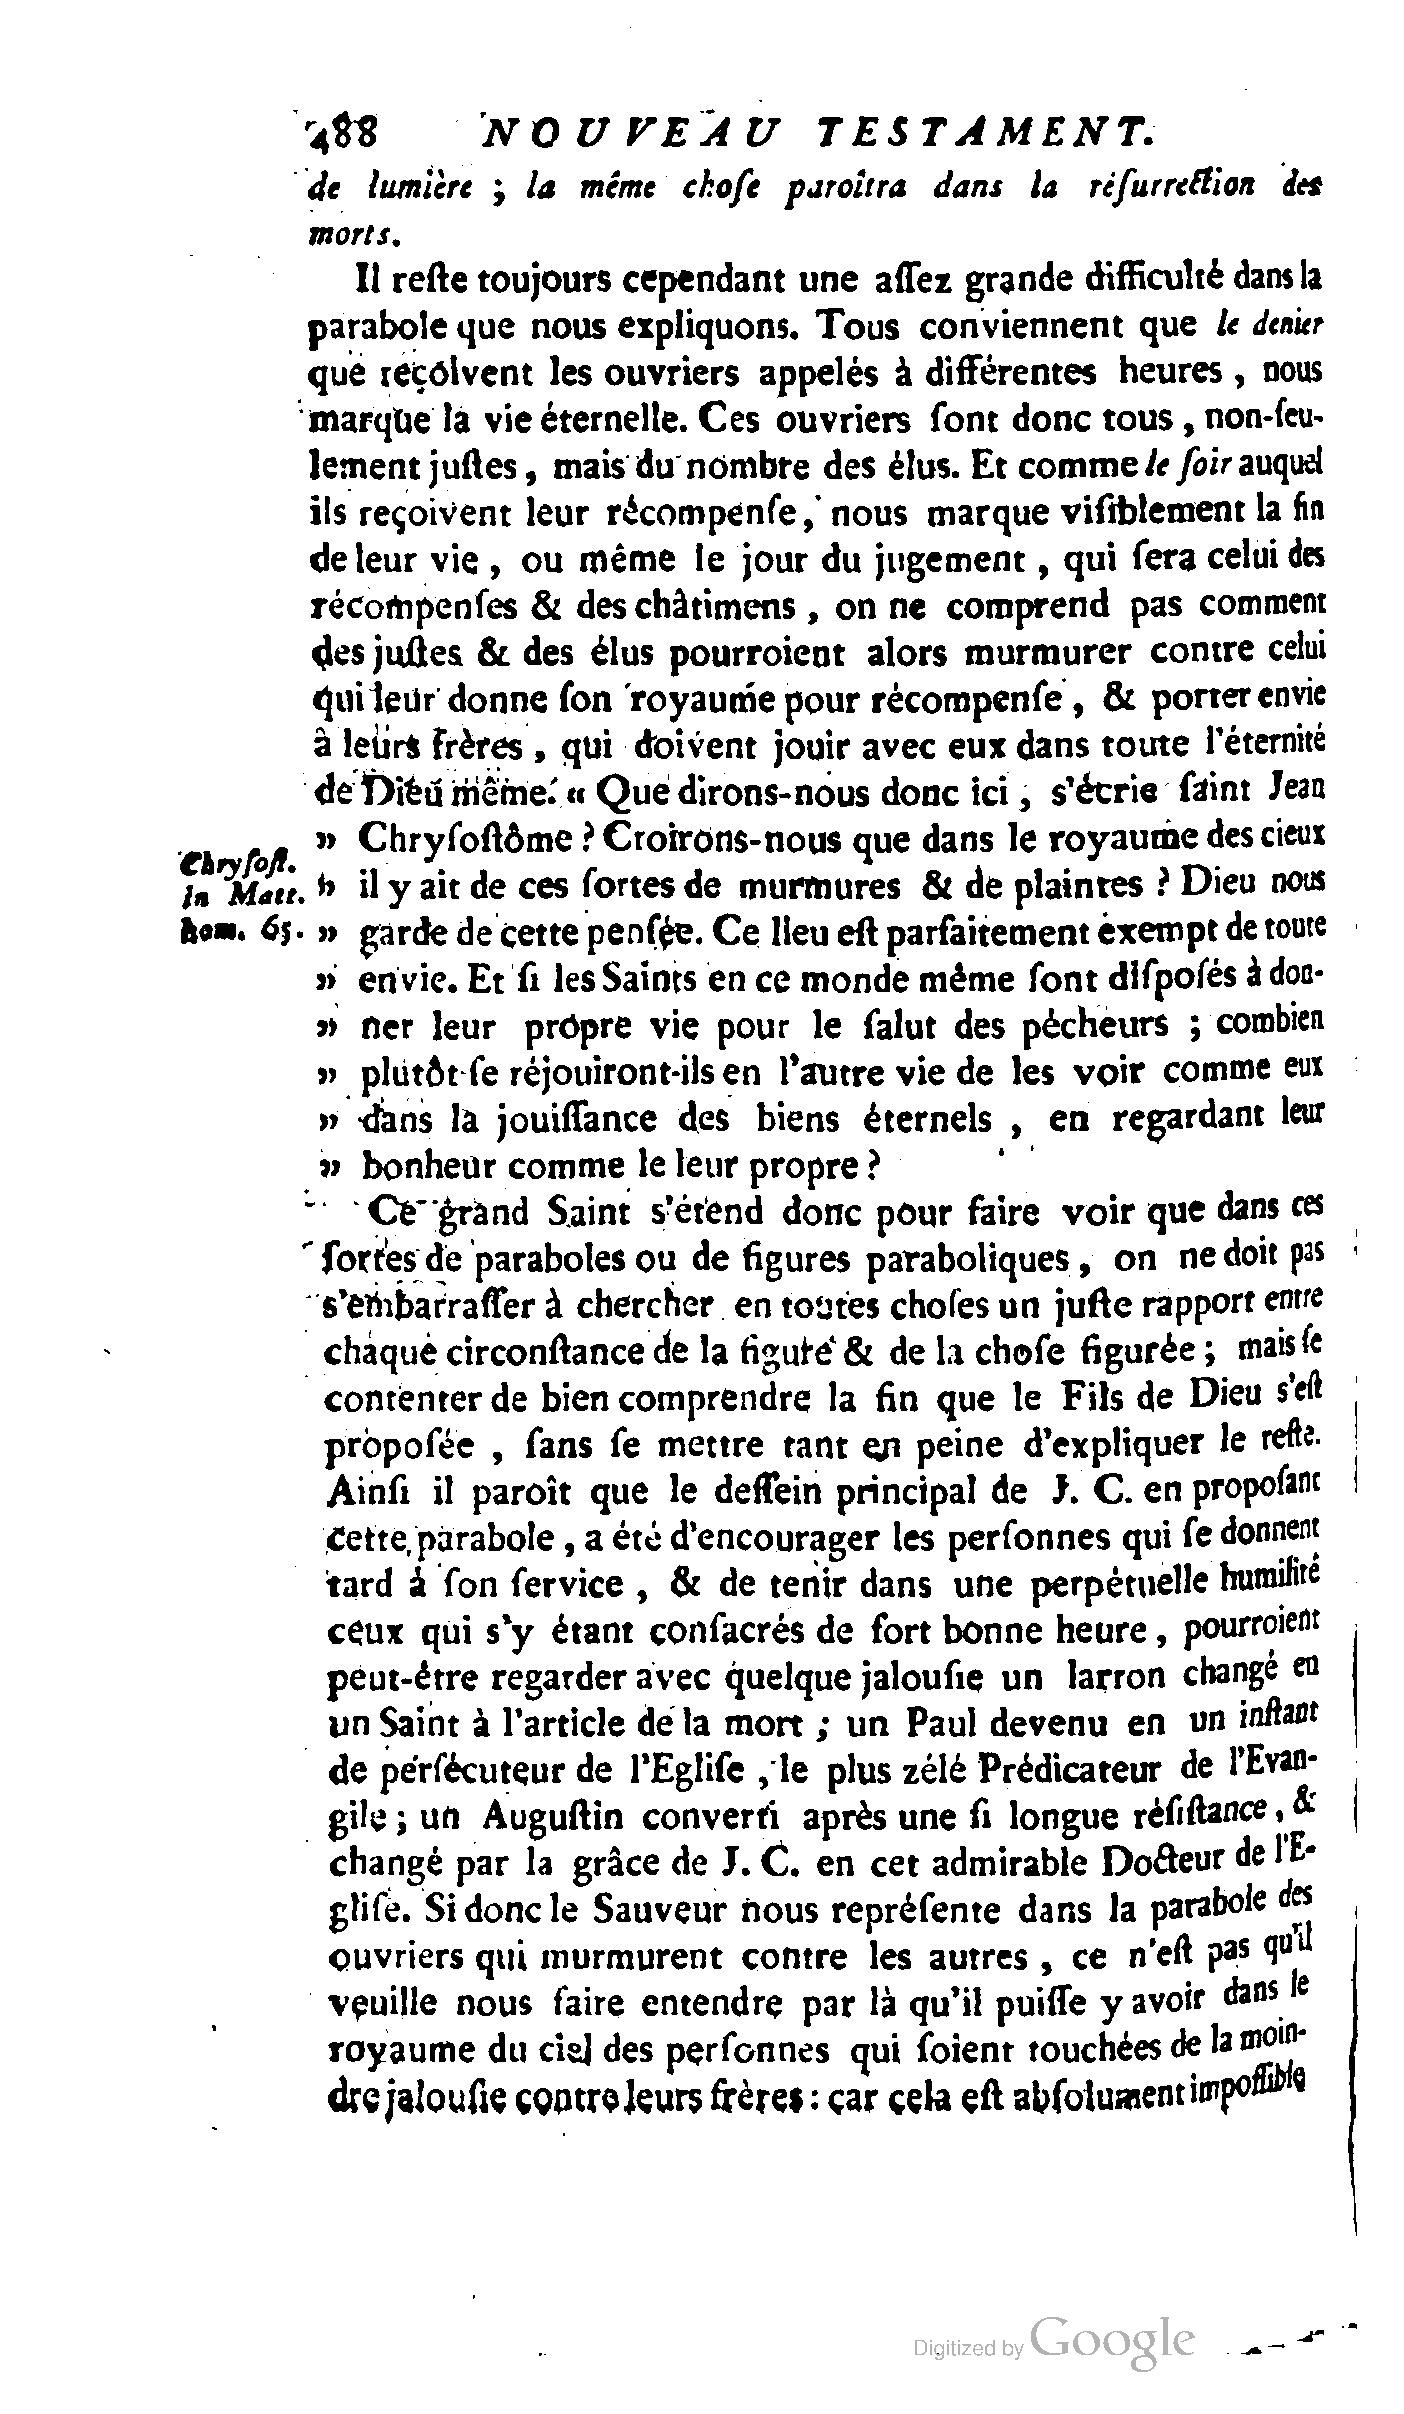 488 NOUVEAU TESTAMENT.
de lumière ; la même choſe paroîtra dans la réſurrection des
morts.
Il reſte toujours cependant une aſſez grande difficulté dans la
parabole que nous expliquons. Tous conviennent que le denier
que reçoivent les ouvriers appelés à différentes heures , nous
marque la vie éternelle. Ces ouvriers ſont donc tous , non-ſeu-
lement juſtes , mais du nombre des élus. Et comme le ſoir auquel
ils reçoivent leur récompenſe, nous marque viſiblement la fin
de leur vie , ou même le jour du jugement , qui ſera celui des
récompenſes & des châtimens , on ne comprend pas comment
des juſtes & des élus pourroient alors murmurer contre celui
qui leur donne ſon royaume pour récompenſe , & porter envie
à leurs frères , qui doivent jouir avec eux dans toute l'éternité
de Dieu même. « Que dirons-nous donc ici , s'écrie ſaint Jean
» Chryſoſtôme ? Croirons-nous que dans le royaume des cieux
Chryſoſt.
in Matt.
hom. 65.
» il y ait de ces ſortes de murmures & de plaintes ? Dieu nous
» garde de cette penſée. Ce lieu eſt parfaitement exempt de toute
» envie. Et ſi les Saints en ce monde même ſont diſpoſés à don-
» ner leur propre vie pour le ſalut des pécheurs ; combien
» plutôt ſe réjouiront-ils en l'autre vie de les voir comme eux
» dans la jouiſſance des biens éternels , en regardant leur
» bonheur comme le leur propre ?
Ce grand Saint s'étend donc pour faire voir que dans ces
ſortes de paraboles ou de figures paraboliques , on ne doit pas
s'embarraſſer à chercher en toutes choſes un juſte rapport entre
chaque circonſtance de la figure & de la choſe figurée ; mais ſe
contenter de bien comprendre la fin que le Fils de Dieu s'eſt
propoſée , ſans ſe mettre tant en peine d'expliquer le reſte.
Ainſi il paroît que le deſſein principal de J. C. en propoſant
cette parabole , a été d'encourager les perſonnes qui ſe donnent
tard à ſon ſervice , & de tenir dans une perpétuelle humilité
ceux qui s'y étant conſacrés de fort bonne heure , pourroient
peut-être regarder avec quelque jalouſie un larron changé en
un Saint à l'article de la mort ; un Paul devenu en un inſtant
de perſécuteur de l'Egliſe , le plus zélé Prédicateur de l'Evan-
gile ; un Auguſtin converti après une ſi longue réſiſtance , &
changé par la grâce de J. C. en cet admirable Docteur de l'E-
gliſe. Si donc le Sauveur nous repréſente dans la parabole des
ouvriers qui murmurent contre les autres , ce n'eſt pas qu'il
veuille nous faire entendre par là qu'il puiſſe y avoir dans le
royaume du ciel des perſonnes qui ſoient touchées de la moin-
dre jalouſie contre leurs frères : car cela eſt abſolument impoſſible
Digitized by Google